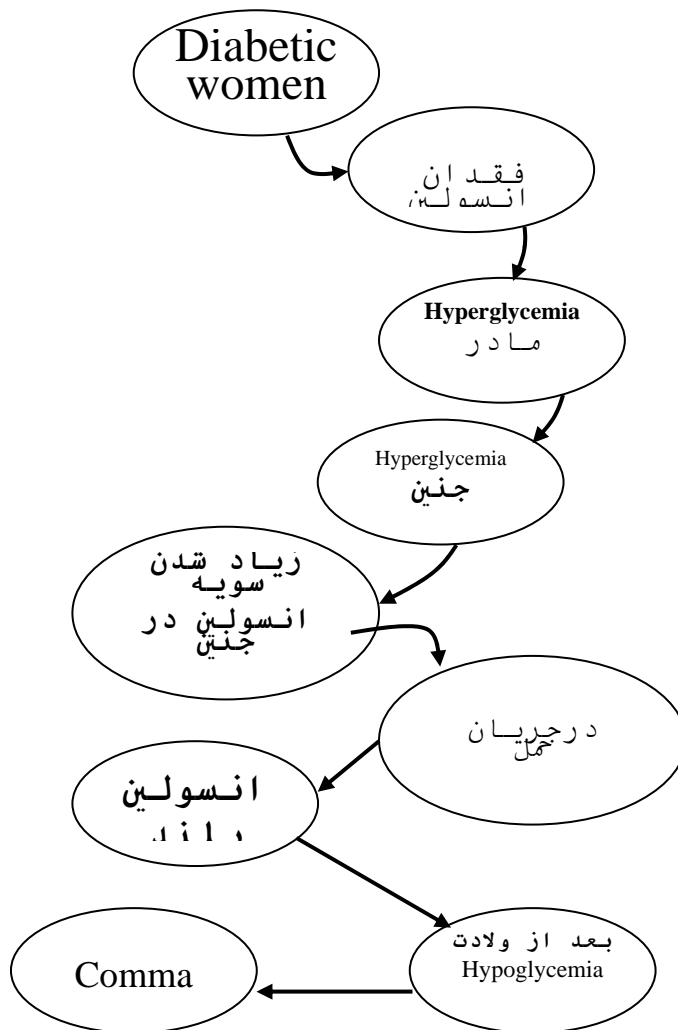 Diabetic
women
فقدان
انسولین
Hyperglycemia
مادر
Hyperglycemia
جنین
زیاد شدن
سویه
انسولین در
جنین
درجریان
حمل
انسولین
بعد از ولادت
Hypoglycemia
Comma